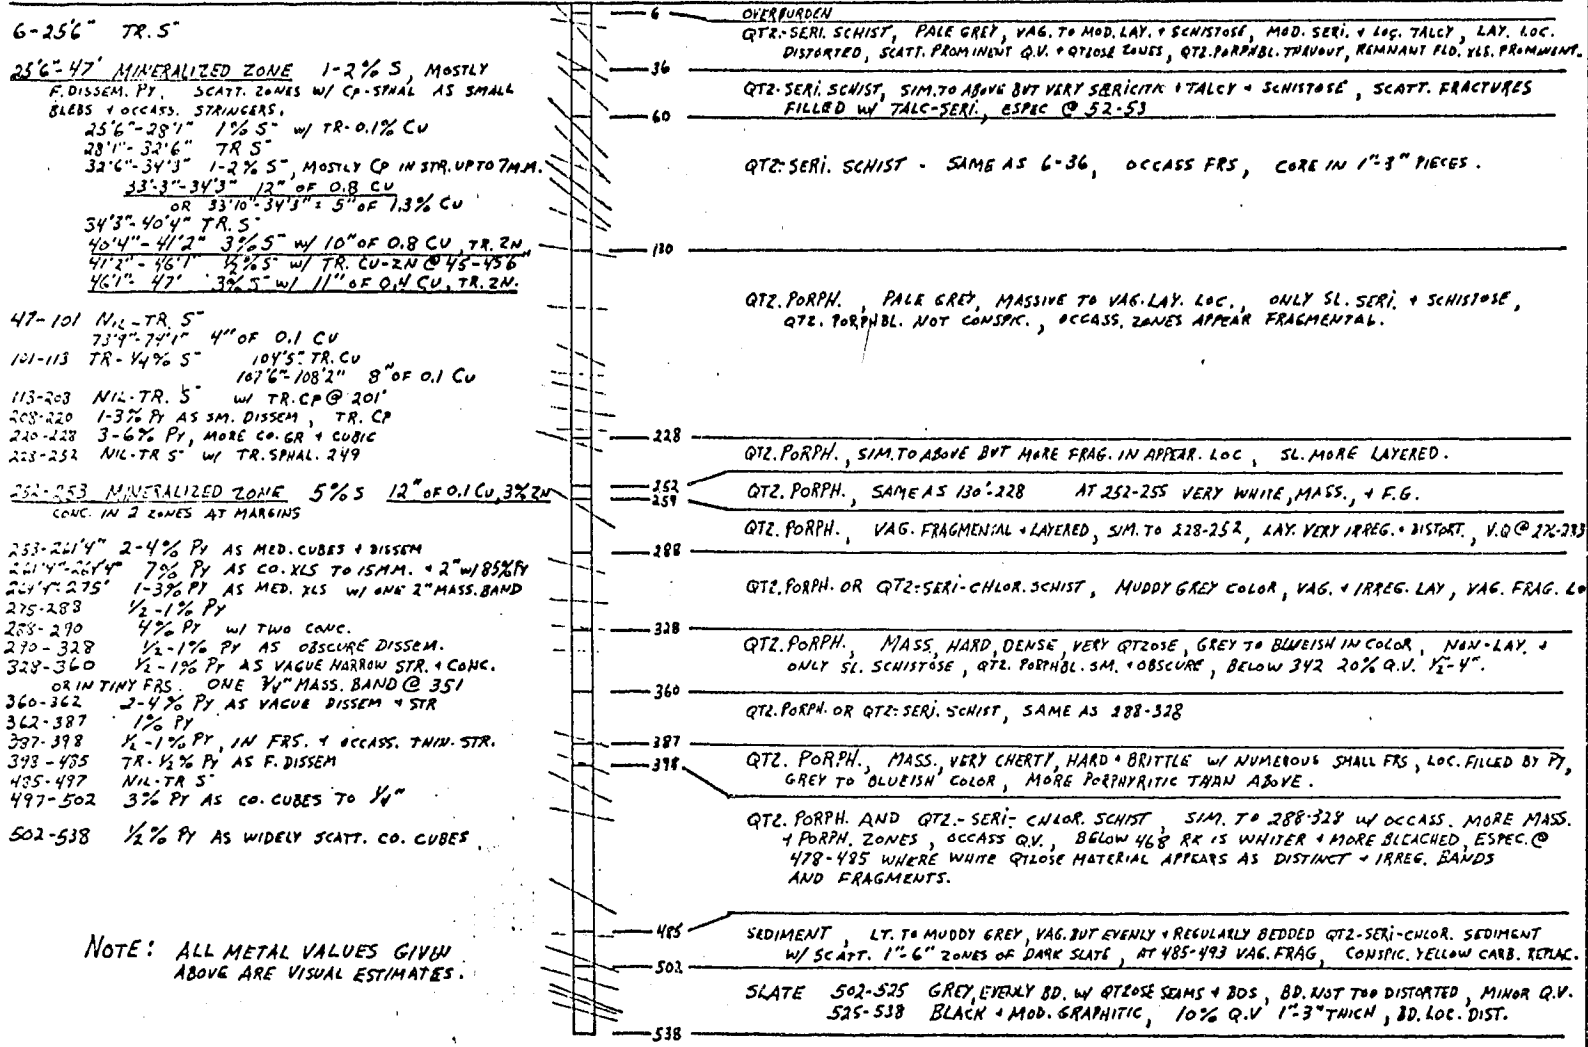 6-25'6 TR. S⁻
25'6"-47' MINERALIZED ZONE 1-2% S, MOSTLY
F. DISSEM. PY. SCATT. ZONES W/ CP-SPHAL AS SMALL
BLEBS + OCCASS. STRINGERS.
25'6"-28'1" 1% S⁻ W/ TR-0.1% CU
28'1"-32'6" TR S⁻
32'6"-34'3" 1-2% S⁻, MOSTLY CP IN STR. UP TO 7M.M.
33'-3"-34'3" 12" OF 0.8 CU
OR 33'10"-34'3" = 5" OF 1.3% CU
34'3"-40'4" TR. S⁻
40'4"-41'2" 3% S⁻ W/ 10" OF 0.8 CU, TR. ZN
41'2"-46'1" ½% S⁻ W/ TR. CU-ZN @ 45-456
46'1"-47' 3% S⁻ W/ 11" OF 0.4 CU, TR. ZN.
47-101 NIL-TR S⁻
73'9"-74'1" 4" OF 0.1 CU
101-113 TR-¼% S⁻ 104'5" TR. CU
107'6"-108'2" 8" OF 0.1 CU
113-203 NIL-TR. S⁻ W/ TR. CP @ 201'
208-220 1-3% PY AS SM. DISSEM, TR. CP
220-228 3-6% PY, MORE CO. GR + CUBIC
228-252 NIL-TR S⁻ W/ TR. SPHAL. 249
252-253 MINERALIZED ZONE 5% S 12" OF 0.1 CU, 3% ZN
CONC. IN 2 ZONES AT MARGINS
253-261'4" 2-4% PY AS MED. CUBES + DISSEM
261'4"-264'4" 7% PY AS CO. XLS TO 15MM. + 2" W/ 85% PY
264'4"-275' 1-3% PY AS MED. XLS W/ ONE 2" MASS. BAND
275-288 ½-1% PY
288-290 4% PY W/ TWO CONC.
290-328 ½-1% PY AS OBSCURE DISSEM.
328-360 ½-1% PY AS VAGUE NARROW STR. + CONC.
OR IN TINY FRS. ONE ¾" MASS. BAND @ 351
360-362 2-4% PY AS VAGUE DISSEM + STR
362-387 1% PY
387-398 ½-1% PY, IN FRS. + OCCASS. THIN. STR.
398-485 TR-½% PY AS F. DISSEM
485-497 NIL-TR S⁻
497-502 3% PY AS CO. CUBES TO ¼"
502-538 ½% PY AS WIDELY SCATT. CO. CUBES
NOTE: ALL METAL VALUES GIVEN
ABOVE ARE VISUAL ESTIMATES.
6
36
60
130
228
252
259
288
328
360
387
398
485
502
538
OVERBURDEN
QTZ-SERI. SCHIST, PALE GREY, VAG. TO MOD. LAY. + SCHISTOSE, MOD. SERI. + LOC. TALCY, LAY. LOC.
DISTORTED, SCATT. PROMINENT Q.V. + QTZOSE ZONES, QTZ. PORPHBL. THRUOUT, REMNANT FLD. XLS. PROMINENT.
QTZ-SERI. SCHIST, SIM. TO ABOVE BUT VERY SERICITIC + TALCY + SCHISTOSE, SCATT. FRACTURES
FILLED W/ TALC-SERI., ESPEC @ 52-53
QTZ-SERI. SCHIST - SAME AS 6-36, OCCASS FRS, CORE IN 1"-3" PIECES.
QTZ. PORPH., PALE GREY, MASSIVE TO VAG. LAY. LOC., ONLY SL. SERI. + SCHISTOSE,
QTZ. PORPHBL. NOT CONSPIC., OCCASS. ZONES APPEAR FRAGMENTAL.
QTZ. PORPH., SIM. TO ABOVE BUT MORE FRAG. IN APPEAR. LOC, SL. MORE LAYERED.
QTZ. PORPH., SAME AS 130'-228 AT 252-255 VERY WHITE, MASS., + F.G.
QTZ. PORPH. VAG. FRAGMENTAL + LAYERED, SIM. TO 228-252, LAY. VERY IRREG. + DISTORT., V.Q @ 276-283
QTZ. PORPH. OR QTZ-SERI-CHLOR. SCHIST, MUDDY GREY COLOR, VAG. + IRREG. LAY, VAG. FRAG. LO
QTZ. PORPH., MASS, HARD, DENSE, VERY QTZOSE, GREY TO BLUEISH IN COLOR, NON-LAY. +
ONLY SL. SCHISTOSE, QTZ. PORPHBL. SM. + OBSCURE, BELOW 342 20% Q.V. ½-4".
QTZ. PORPH. OR QTZ-SERI. SCHIST, SAME AS 288-328
QTZ. PORPH., MASS., VERY CHERTY, HARD + BRITTLE W/ NUMEROUS SMALL FRS, LOC. FILLED BY PY,
GREY TO BLUEISH COLOR, MORE PORPHYRITIC THAN ABOVE.
QTZ. PORPH. AND QTZ.-SERI-CHLOR. SCHIST, SIM. TO 288-328 W/ OCCASS. MORE MASS.
+ PORPH. ZONES, OCCASS Q.V., BELOW 468 RK IS WHITER + MORE BLEACHED, ESPEC. @
478-485 WHERE WHITE QTZOSE MATERIAL APPEARS AS DISTINCT + IRREG. BANDS
AND FRAGMENTS.
SEDIMENT, LT. TO MUDDY GREY, VAG. BUT EVENLY + REGULARLY BEDDED QTZ-SERI-CHLOR. SEDIMENT
W/ SCATT. 1"-6" ZONES OF DARK SLATE, AT 485-493 VAG. FRAG, CONSPIC. YELLOW CARB. REPLAC.
SLATE 502-525 GREY, EVENLY BD. W/ QTZOSE SEAMS + BDS, BD. NOT TOO DISTORTED, MINOR Q.V.
525-538 BLACK + MOD. GRAPHITIC, 10% Q.V 1"-3" THICH, BD. LOC. DIST.